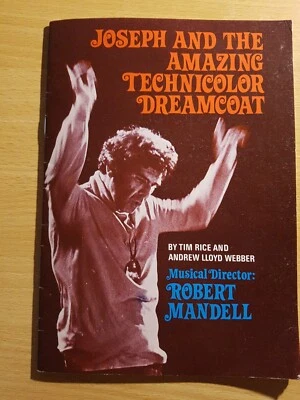 JOSEPH AND THE
AMAZING
TECHNICOLOR
DREAMCOAT
BY TIM RICE AND
ANDREW LLOYD WEBBER
Musical Director:
ROBERT
MANDELL